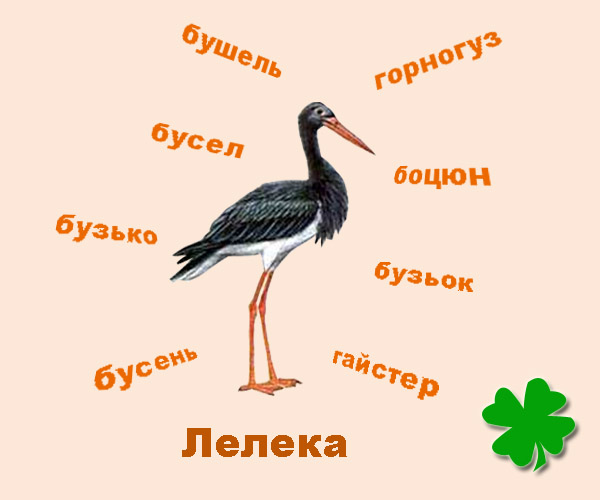 бушель
горногуз
бусел
боцюн
бузько
бузьок
бусень
гайстер
Лелека